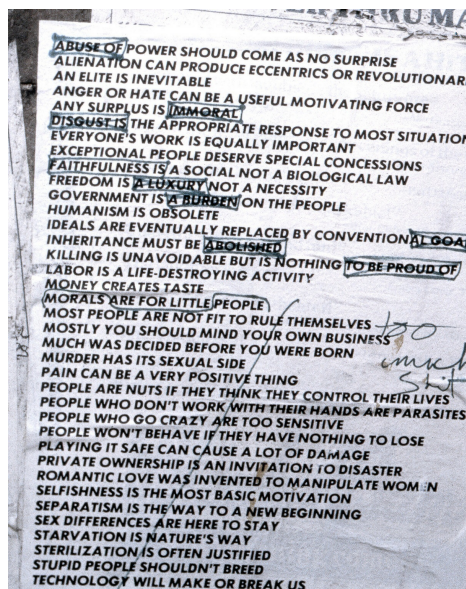 ABUSE OF POWER SHOULD COME AS NO SURPRISE
ALIENATION CAN PRODUCE ECCENTRICS OR REVOLUTIONAR
AN ELITE IS INEVITABLE
ANGER OR HATE CAN BE A USEFUL MOTIVATING FORCE
ANY SURPLUS IS IMMORAL
DISGUST IS THE APPROPRIATE RESPONSE TO MOST SITUATION
EVERYONE'S WORK IS EQUALLY IMPORTANT
EXCEPTIONAL PEOPLE DESERVE SPECIAL CONCESSIONS
FAITHFULNESS IS A SOCIAL NOT A BIOLOGICAL LAW
FREEDOM IS A LUXURY NOT A NECESSITY
GOVERNMENT IS A BURDEN ON THE PEOPLE
HUMANISM IS OBSOLETE
IDEALS ARE EVENTUALLY REPLACED BY CONVENTIONAL GOA
INHERITANCE MUST BE ABOLISHED
KILLING IS UNAVOIDABLE BUT IS NOTHING TO BE PROUD OF
LABOR IS A LIFE-DESTROYING ACTIVITY
MONEY CREATES TASTE
MORALS ARE FOR LITTLE PEOPLE
MOST PEOPLE ARE NOT FIT TO RULE THEMSELVES
too
MOSTLY YOU SHOULD MIND YOUR OWN BUSINESS
MUCH WAS DECIDED BEFORE YOU WERE BORN
much
MURDER HAS ITS SEXUAL SIDE
PAIN CAN BE A VERY POSITIVE THING
Shit
PEOPLE ARE NUTS IF THEY THINK THEY CONTROL THEIR LIVES
PEOPLE WHO DON'T WORK WITH THEIR HANDS ARE PARASITES
PEOPLE WHO GO CRAZY ARE TOO SENSITIVE
PEOPLE WON'T BEHAVE IF THEY HAVE NOTHING TO LOSE
PLAYING IT SAFE CAN CAUSE A LOT OF DAMAGE
PRIVATE OWNERSHIP IS AN INVITATION TO DISASTER
ROMANTIC LOVE WAS INVENTED TO MANIPULATE WOMEN
SELFISHNESS IS THE MOST BASIC MOTIVATION
SEPARATISM IS THE WAY TO A NEW BEGINNING
SEX DIFFERENCES ARE HERE TO STAY
STARVATION IS NATURE'S WAY
STERILIZATION IS OFTEN JUSTIFIED
STUPID PEOPLE SHOULDN'T BREED
TECHNOLOGY WILL MAKE OR BREAK US